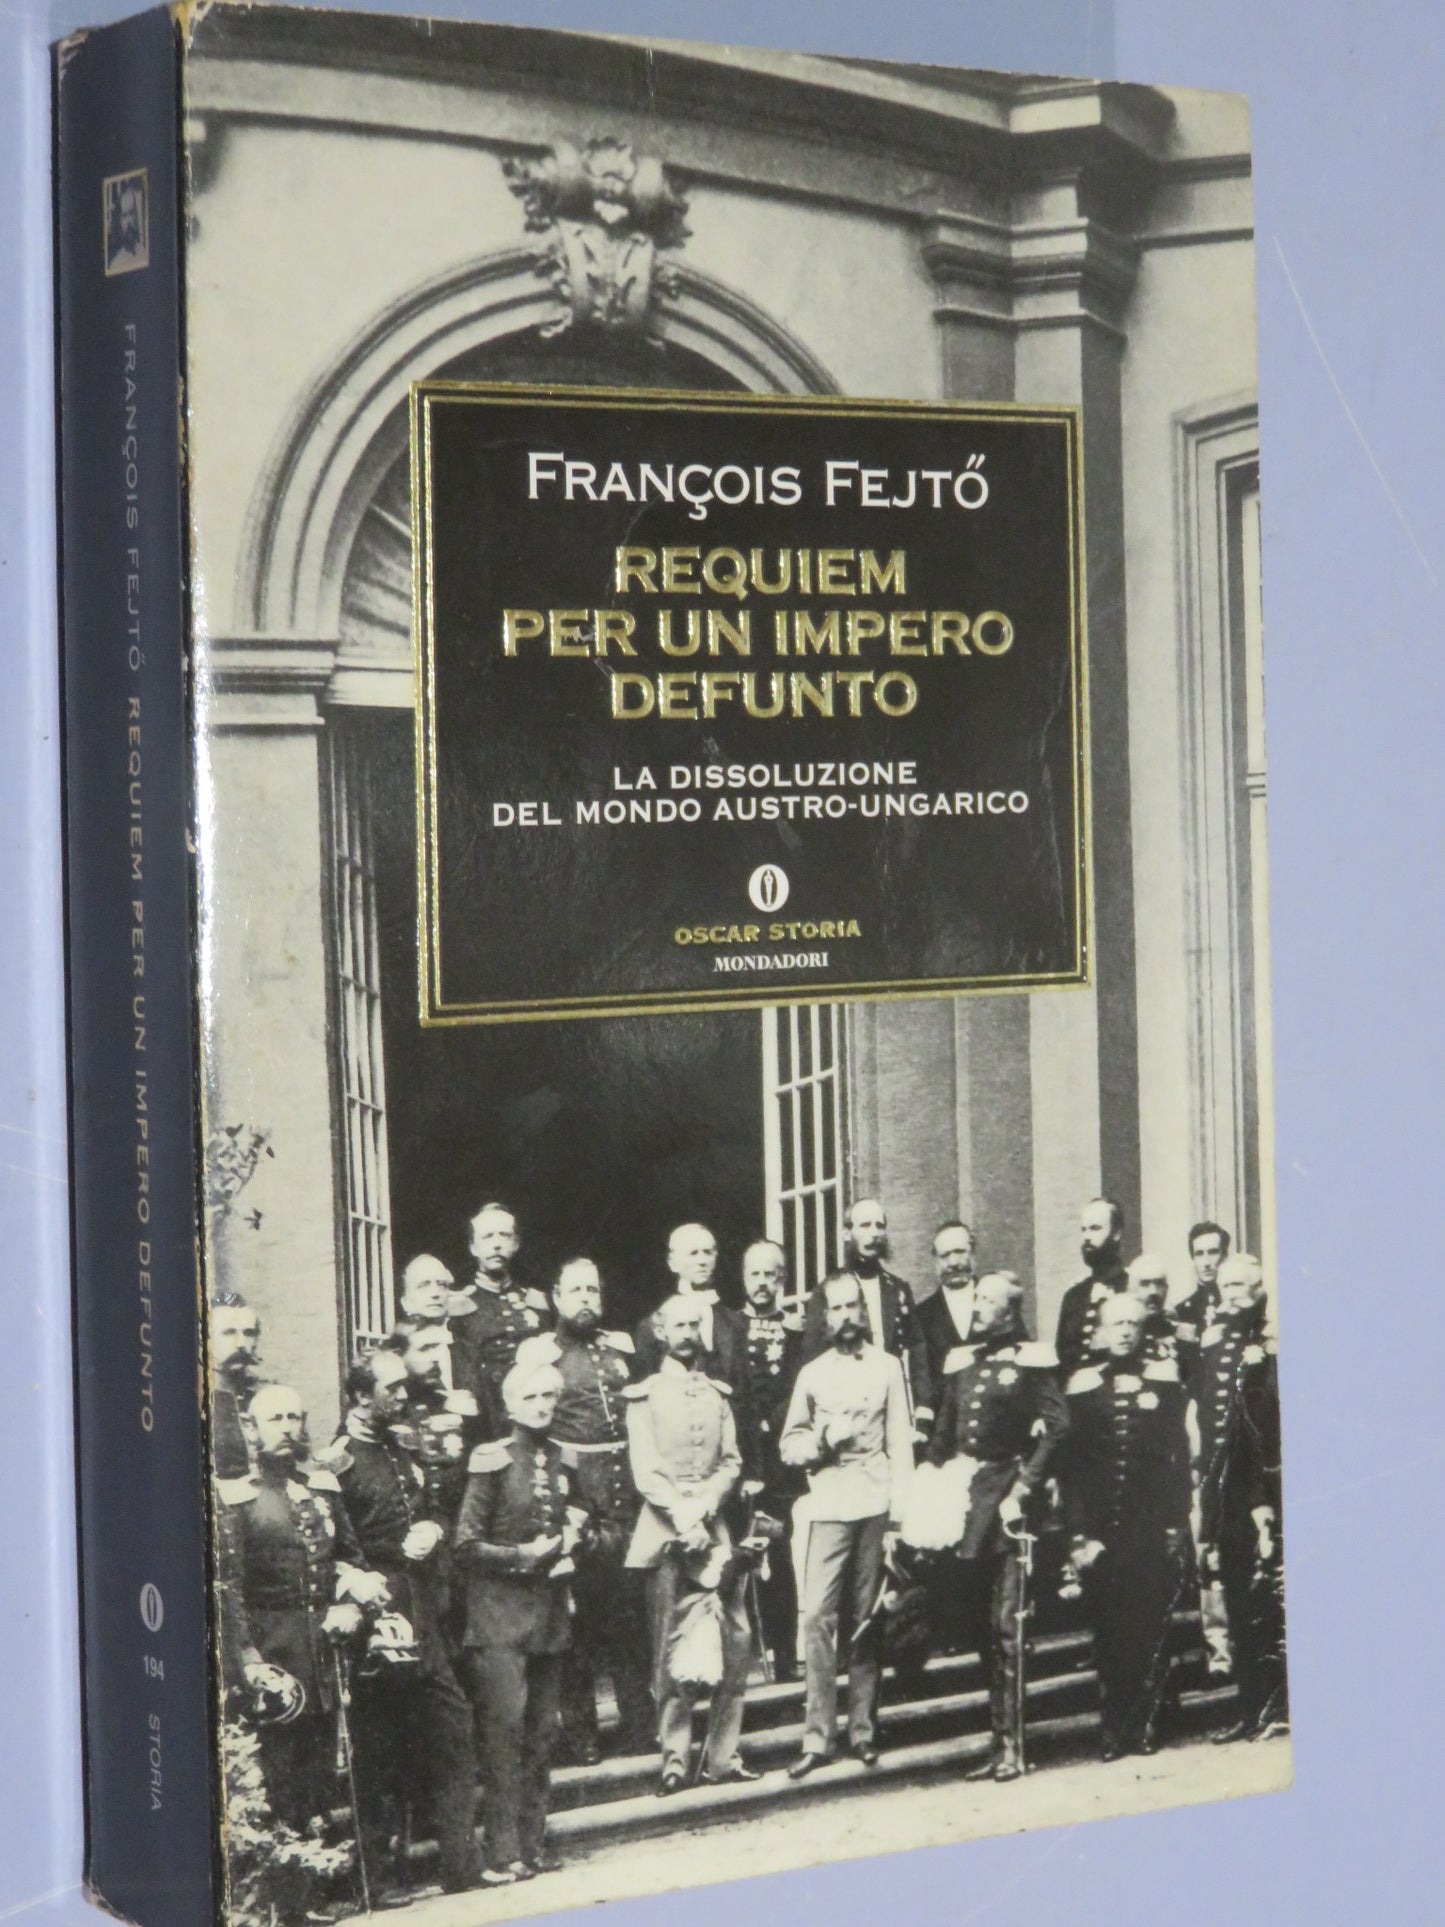 FRANÇOIS FEJTŐ
REQUIEM
PER UN IMPERO
DEFUNTO
LA DISSOLUZIONE
DEL MONDO AUSTRO-UNGARICO
OSCAR STORIA
MONDADORI
FRANÇOIS FEJTŐ REQUIEM PER UN IMPERO DEFUNTO
194 STORIA